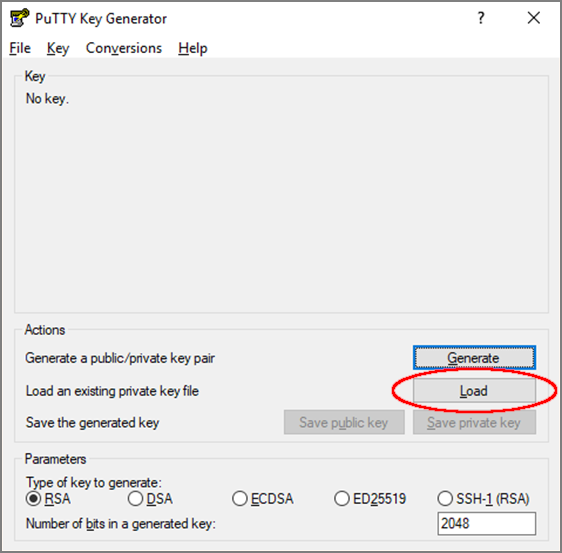 PuTTY Key Generator
?
File Key Conversions Help
Key
No key.
Actions
Generate a public/private key pair Generate
Load an existing private key file Load
Save the generated key Save public key Save private key
Parameters
Type of key to generate:
RSA DSA ECDSA ED25519 SSH-1 (RSA)
Number of bits in a generated key: 2048